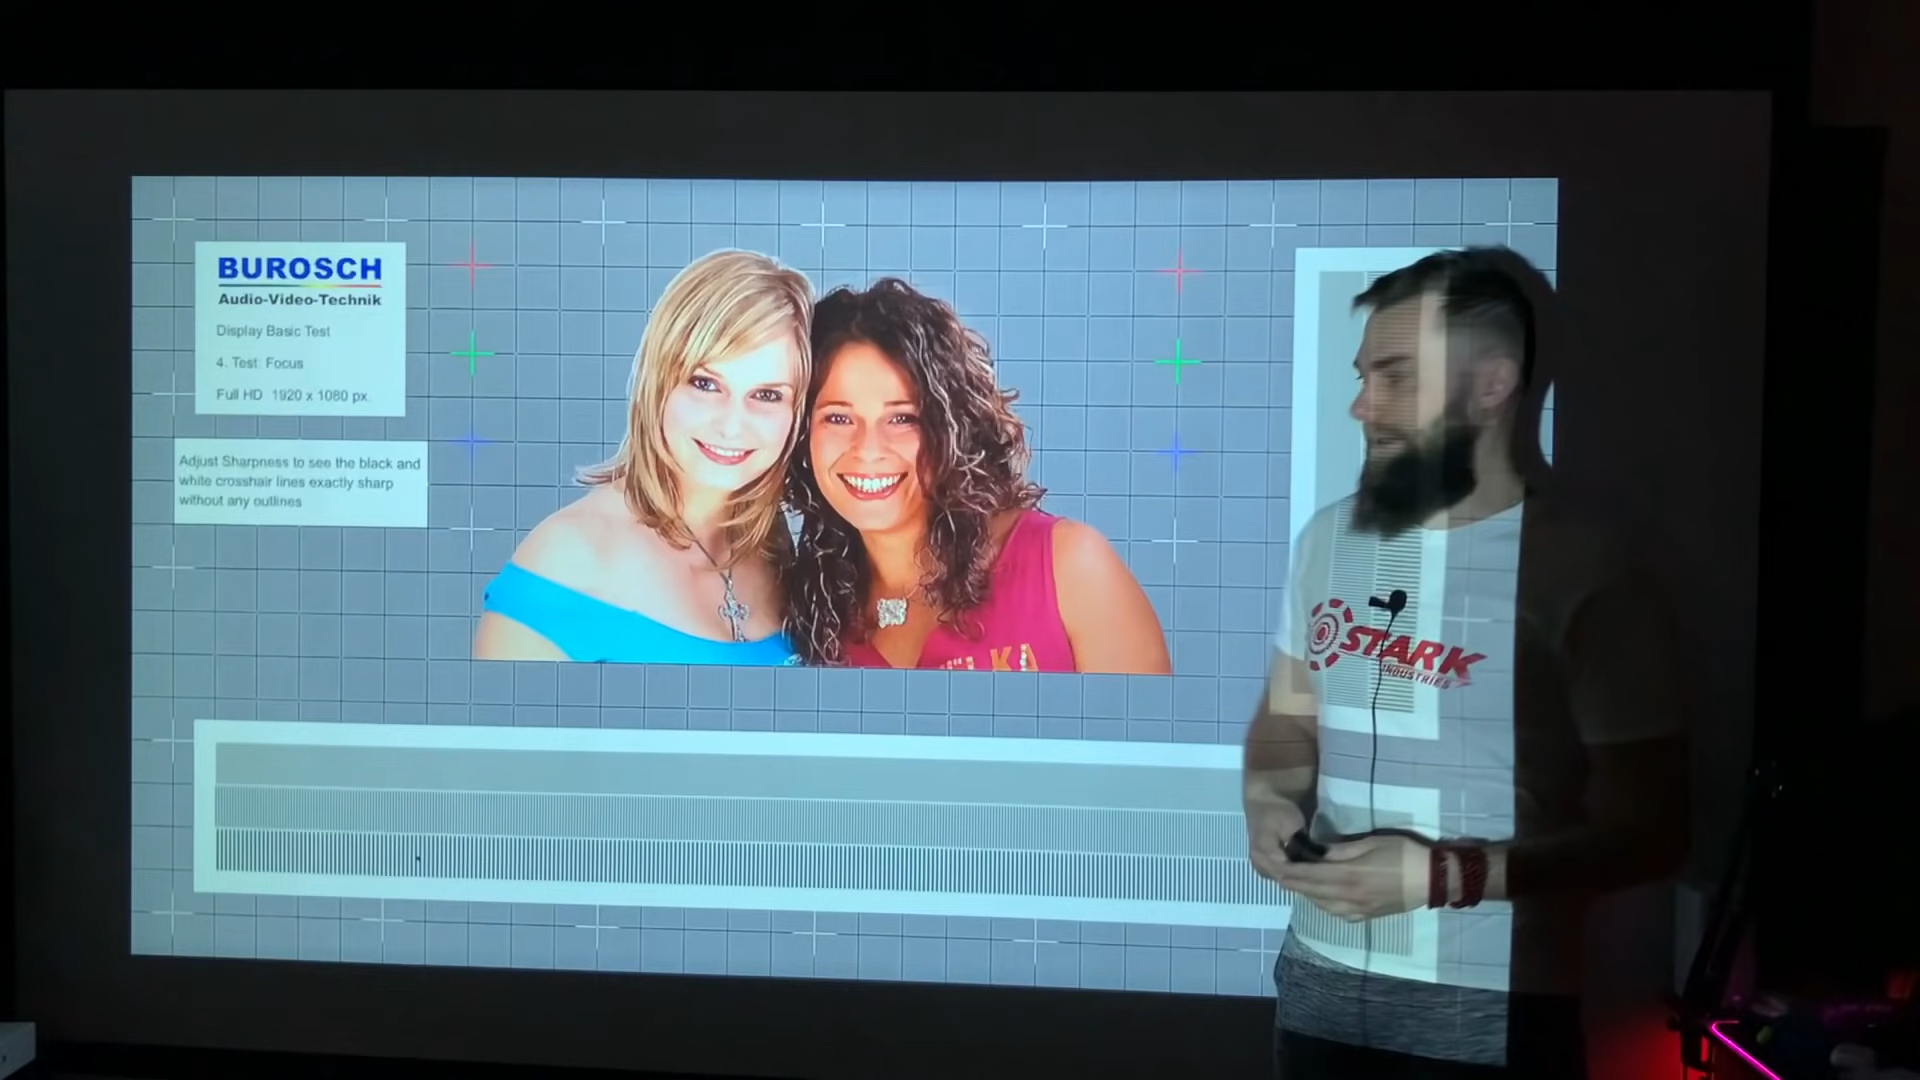 BUROSCH
Audio-Video-Technik
Display Basic Test
4. Test: Focus
Full HD 1920 x 1080 px
Adjust Sharpness to see the black and
white crosshair lines exactly sharp
without any outlines
STARK
INDUSTRIES